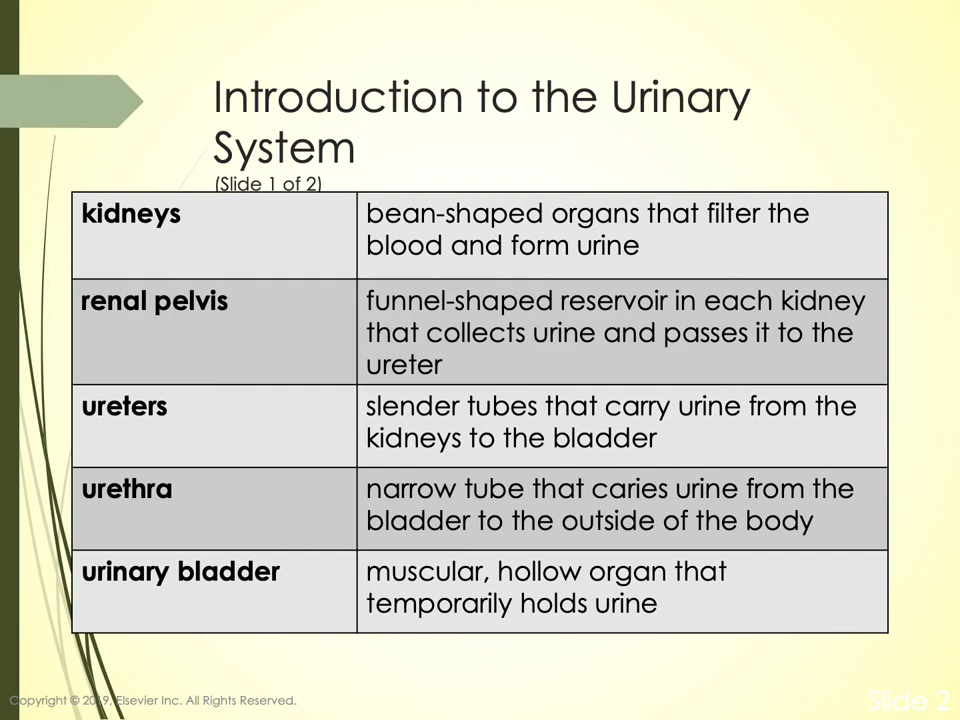 Introduction to the Urinary
System
(Slide 1 of 2)
kidneys
bean-shaped organs that filter the
blood and form urine
renal pelvis
funnel-shaped reservoir in each kidney
that collects urine and passes it to the
ureter
ureters
slender tubes that carry urine from the
kidneys to the bladder
urethra
narrow tube that caries urine from the
bladder to the outside of the body
urinary bladder
muscular, hollow organ that
temporarily holds urine
Copyright © 2019, Elsevier Inc. All Rights Reserved.
Slide 2